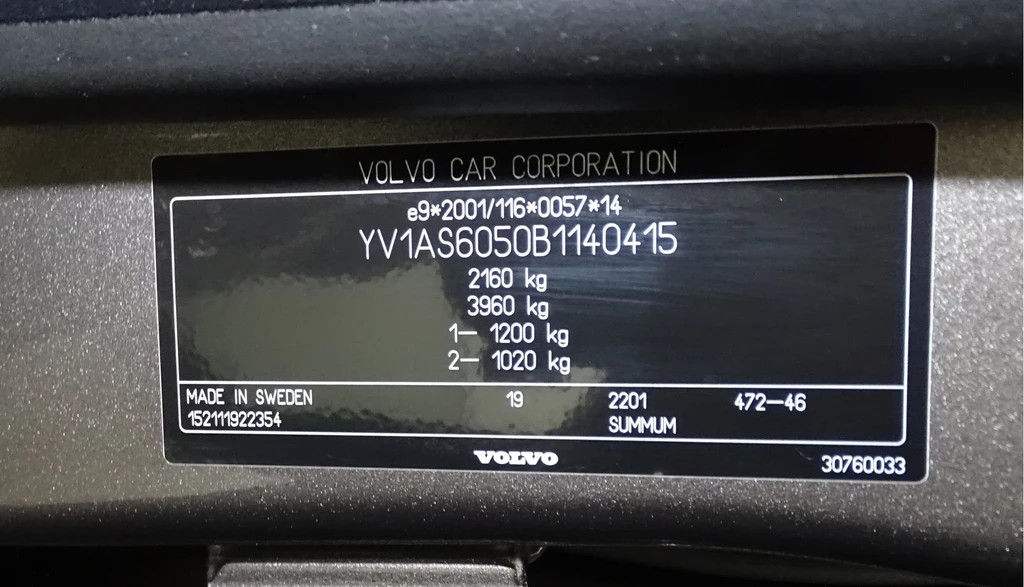 VOLVO CAR CORPORATION
e9*2001/116*0057*14
YV1AS6050B1140415
2160 kg
3960 kg
1– 1200 kg
2– 1020 kg
MADE IN SWEDEN 19 2201 472–46
152111922354 SUMMUM
VOLVO 30760033